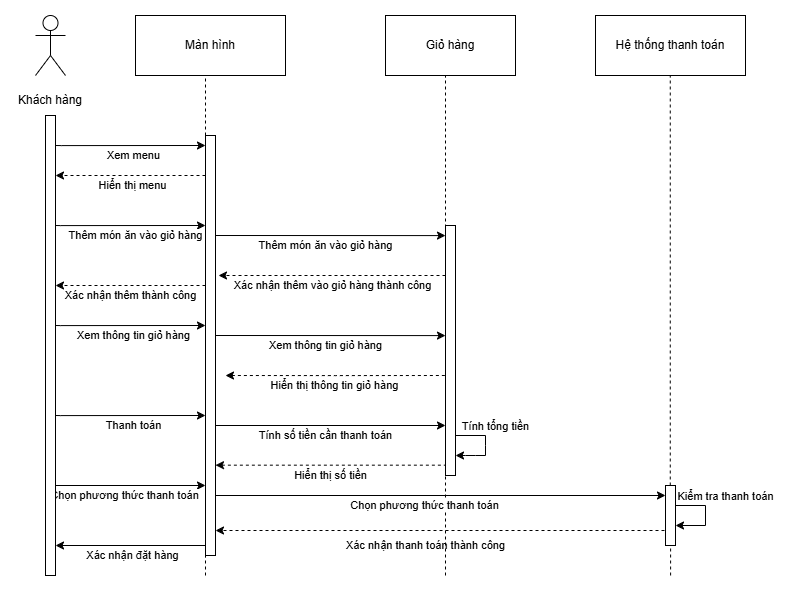 Màn hình
Giỏ hàng
Hệ thống thanh toán
Khách hàng
Xem menu
Hiển thị menu
Thêm món ăn vào giỏ hàng
Thêm món ăn vào giỏ hàng
Xác nhận thêm vào giỏ hàng thành công
Xác nhận thêm thành công
Xem thông tin giỏ hàng
Xem thông tin giỏ hàng
Hiển thị thông tin giỏ hàng
Thanh toán
Tính số tiền cần thanh toán
Tính tổng tiền
Hiển thị số tiền
Chọn phương thức thanh toán
Chọn phương thức thanh toán
Kiểm tra thanh toán
Xác nhận thanh toán thành công
Xác nhận đặt hàng